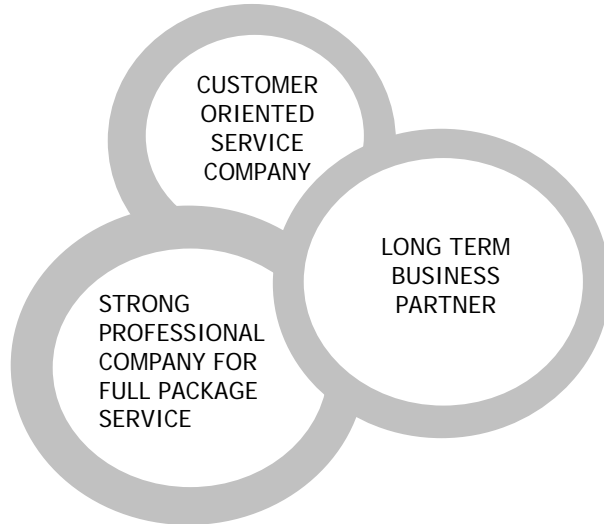 CUSTOMER
ORIENTED
SERVICE
COMPANY
LONG TERM
BUSINESS
PARTNER
STRONG
PROFESSIONAL
COMPANY FOR
FULL PACKAGE
SERVICE